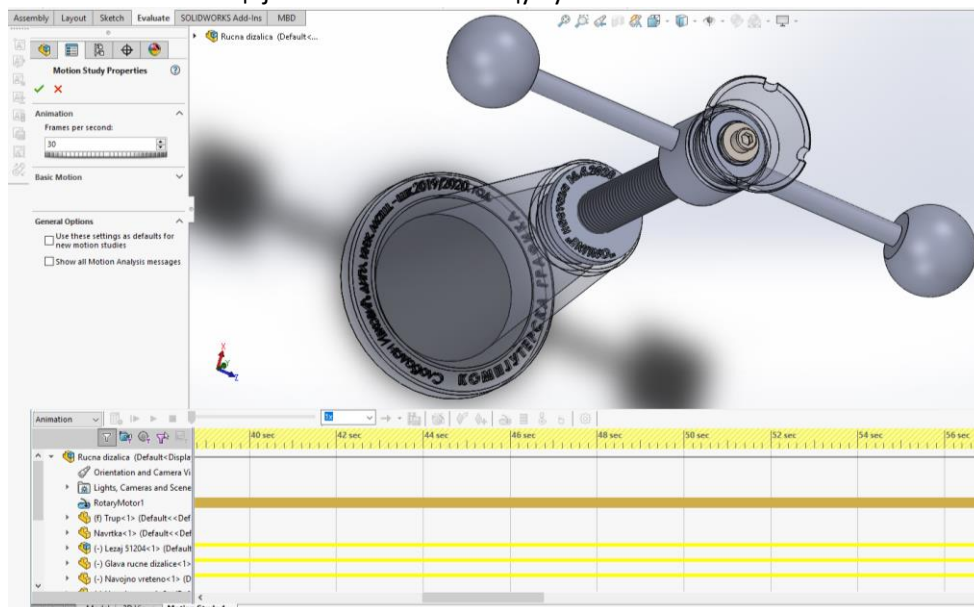 Assembly Layout Sketch Evaluate SOLIDWORKS Add-Ins MBD
Rucna dizalica (Default<...
Motion Study Properties
Animation
Frames per second:
30
Basic Motion
General Options
Use these settings as defaults for
new motion studies
Show all Motion Analysis messages
2019/2020.год
КОМПЈУТЕРСКА ГРАФИКА
Слободан
Animation
1x
40 sec 42 sec 44 sec 46 sec 48 sec 50 sec 52 sec 54 sec 56 sec
Rucna dizalica (Default<Displa
Orientation and Camera Vi
Lights, Cameras and Scene
RotaryMotor1
(f) Trup<1> (Default<<Def
Navrtka<1> (Default<<Def
(-) Lezaj 51204<1> (Default
(-) Glava rucne dizalice<1>
(-) Navojno vreteno<1> (D